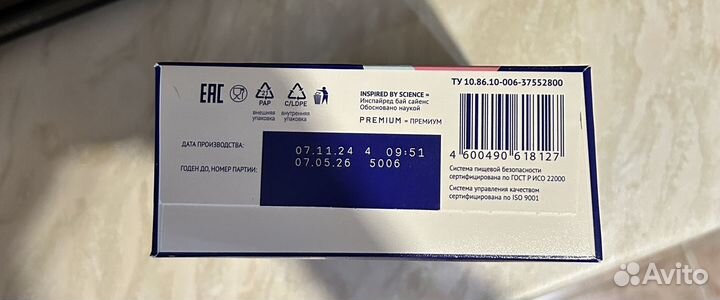 ТУ 10.86.10-006-37552800
EAC
PAP
C/LDPE
внешняя упаковка
внутренняя упаковка
INSPIRED BY SCIENCE =
Инспайред бай сайенс
Обосновано наукой
PREMIUM = ПРЕМИУМ
ДАТА ПРОИЗВОДСТВА:
07.11.24 4 09:51
ГОДЕН ДО, НОМЕР ПАРТИИ:
07.05.26 5006
4 600490 618127
Система пищевой безопасности
сертифицирована по ГОСТ Р ИСО 22000
Система управления качеством
сертифицирована по ISO 9001
Avito